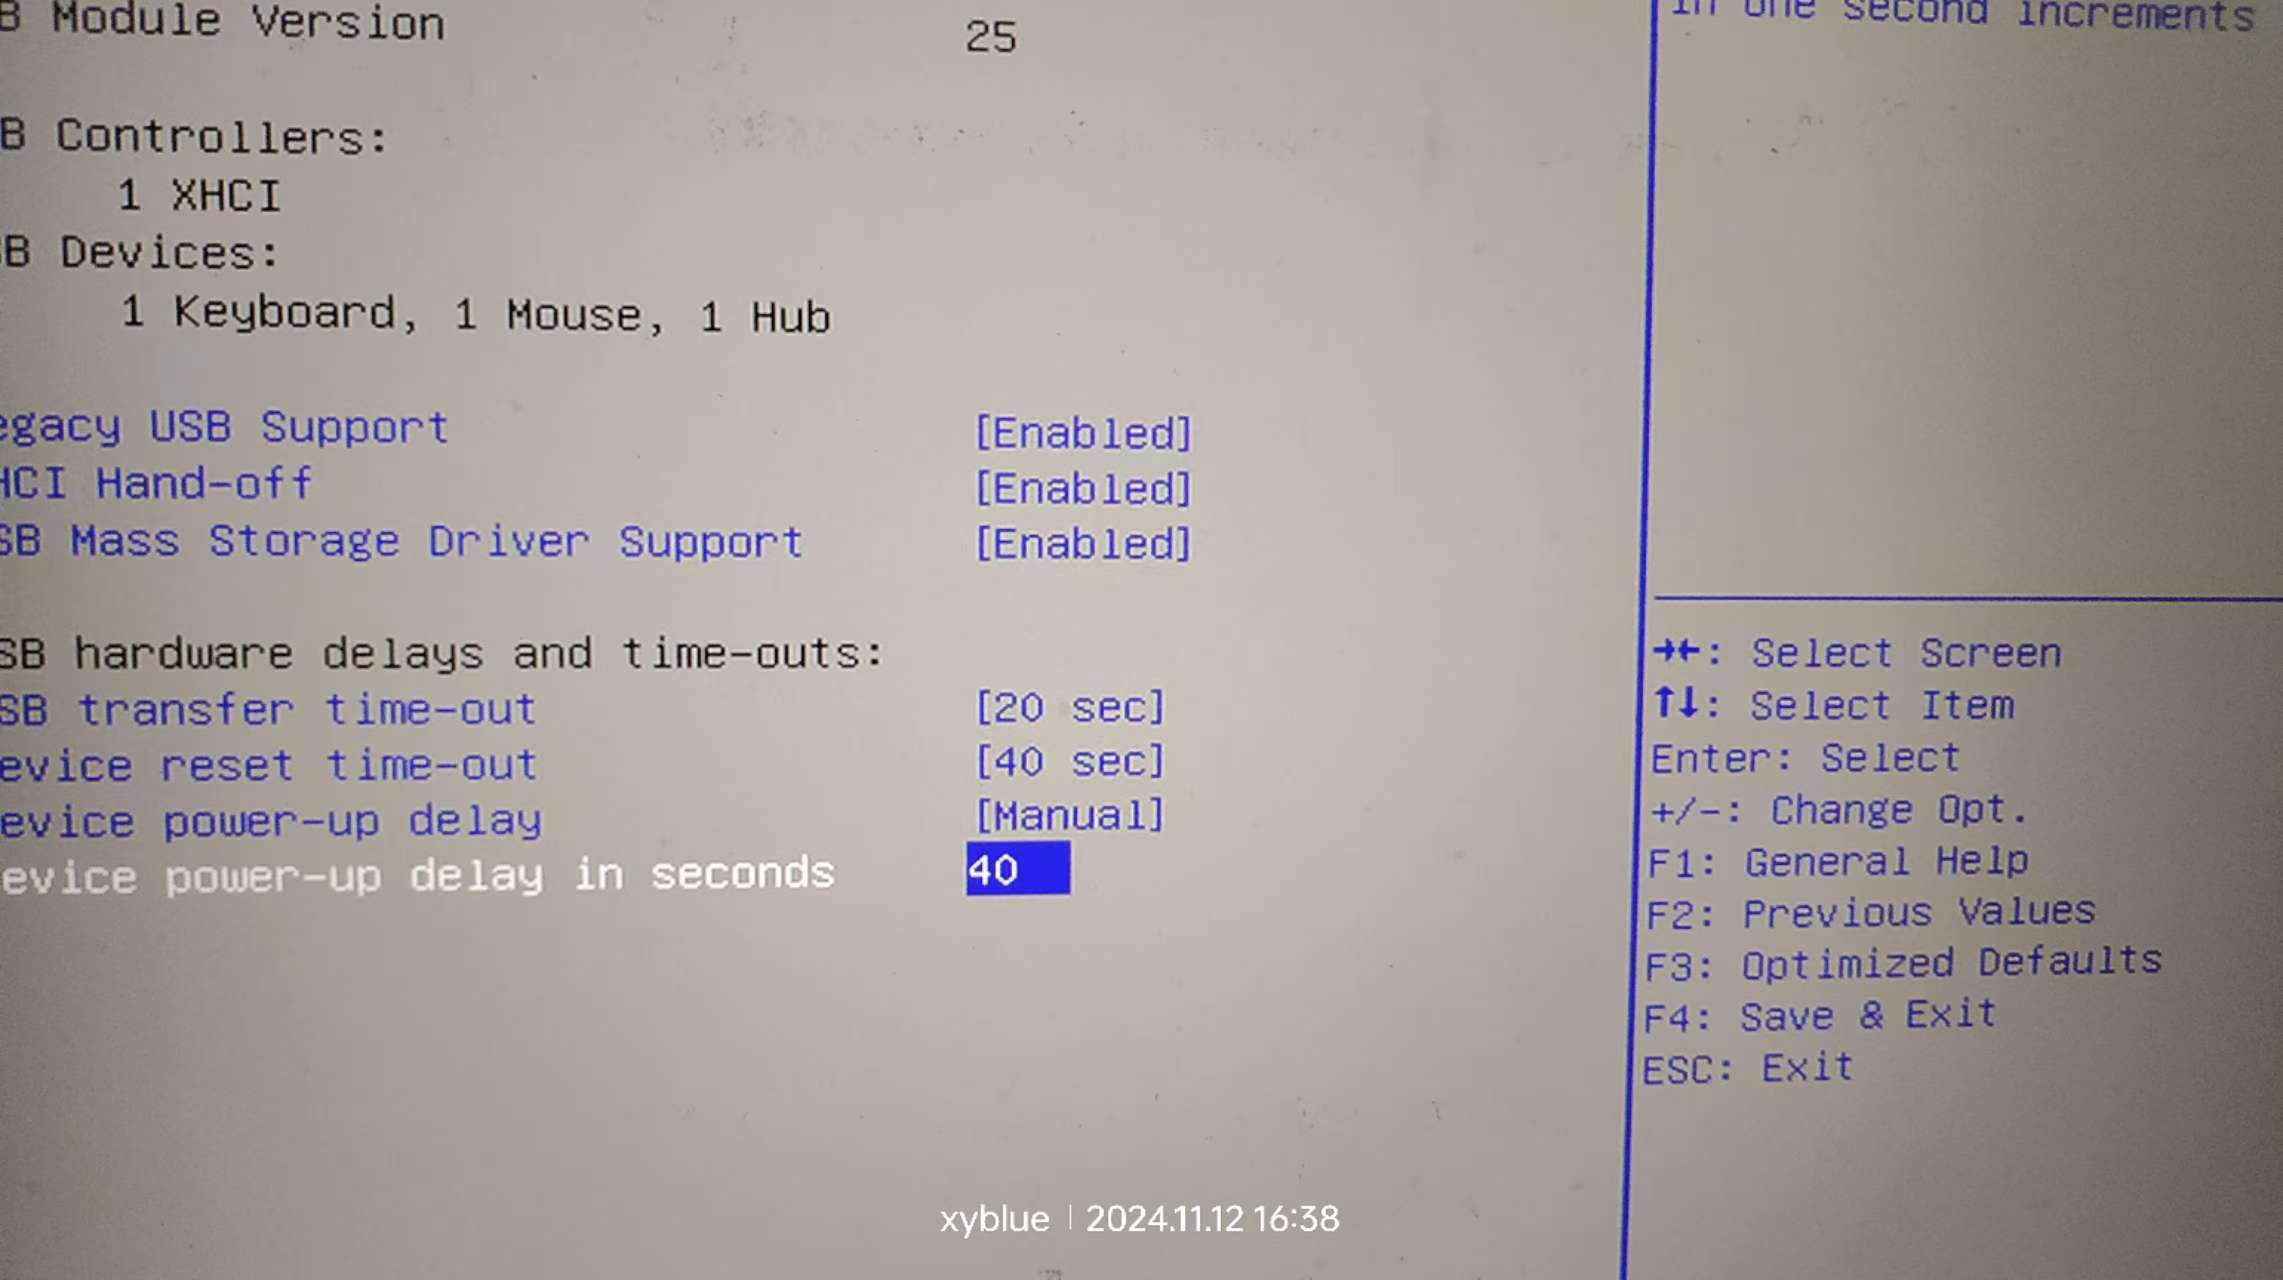 B Module Version 25
in one second increments
B Controllers:
1 XHCI
B Devices:
1 Keyboard, 1 Mouse, 1 Hub
egacy USB Support [Enabled]
HCI Hand-off [Enabled]
SB Mass Storage Driver Support [Enabled]
SB hardware delays and time-outs:
SB transfer time-out [20 sec]
evice reset time-out [40 sec]
evice power-up delay [Manual]
evice power-up delay in seconds 40
→←: Select Screen
↑↓: Select Item
Enter: Select
+/-: Change Opt.
F1: General Help
F2: Previous Values
F3: Optimized Defaults
F4: Save & Exit
ESC: Exit
xyblue | 2024.11.12 16:38